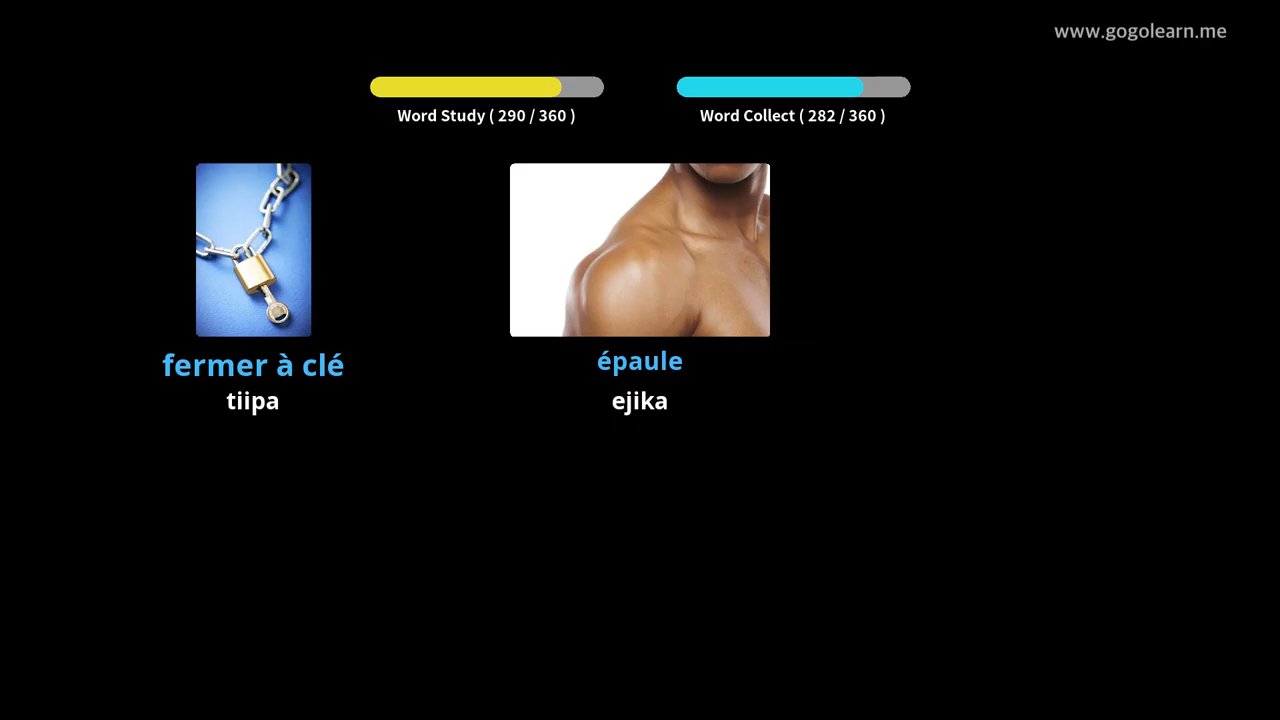 www.gogolearn.me
Word Study ( 290 / 360 )
Word Collect ( 282 / 360 )
fermer à clé
tiipa
épaule
ejika